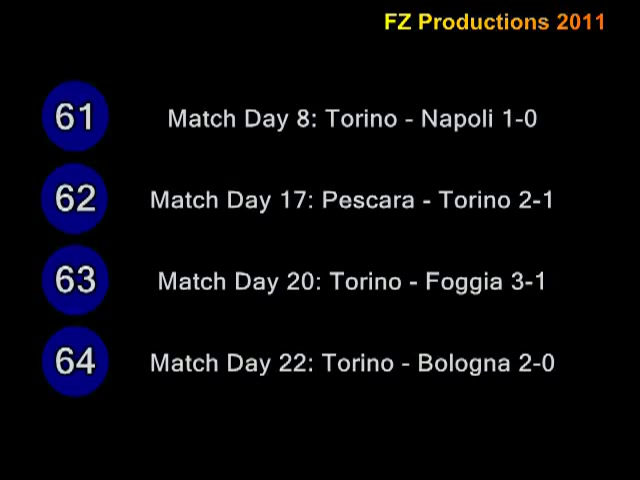 FZ Productions 2011
61 Match Day 8: Torino - Napoli 1-0
62 Match Day 17: Pescara - Torino 2-1
63 Match Day 20: Torino - Foggia 3-1
64 Match Day 22: Torino - Bologna 2-0